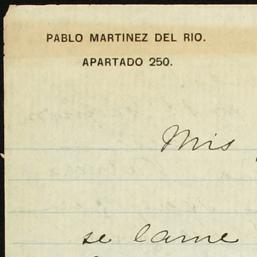 PABLO MARTINEZ DEL RIO.
APARTADO 250.
Mis
se lame